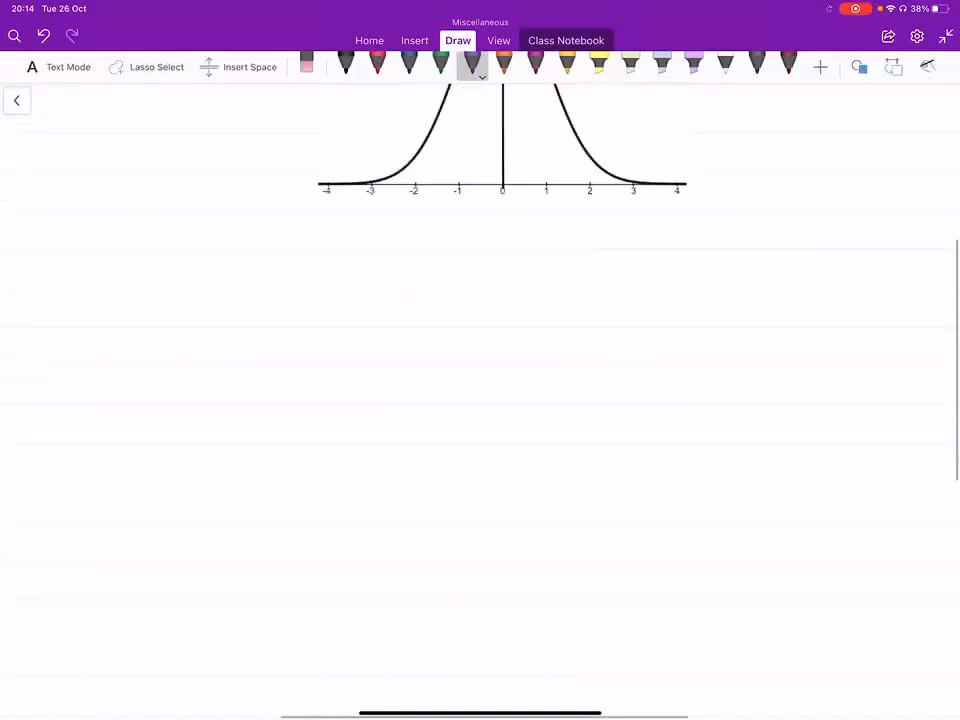 20:14 Tue 26 Oct 38%
Miscellaneous
Home Insert Draw View Class Notebook
A Text Mode Lasso Select Insert Space
-4 -3 -2 -1 0 1 2 3 4